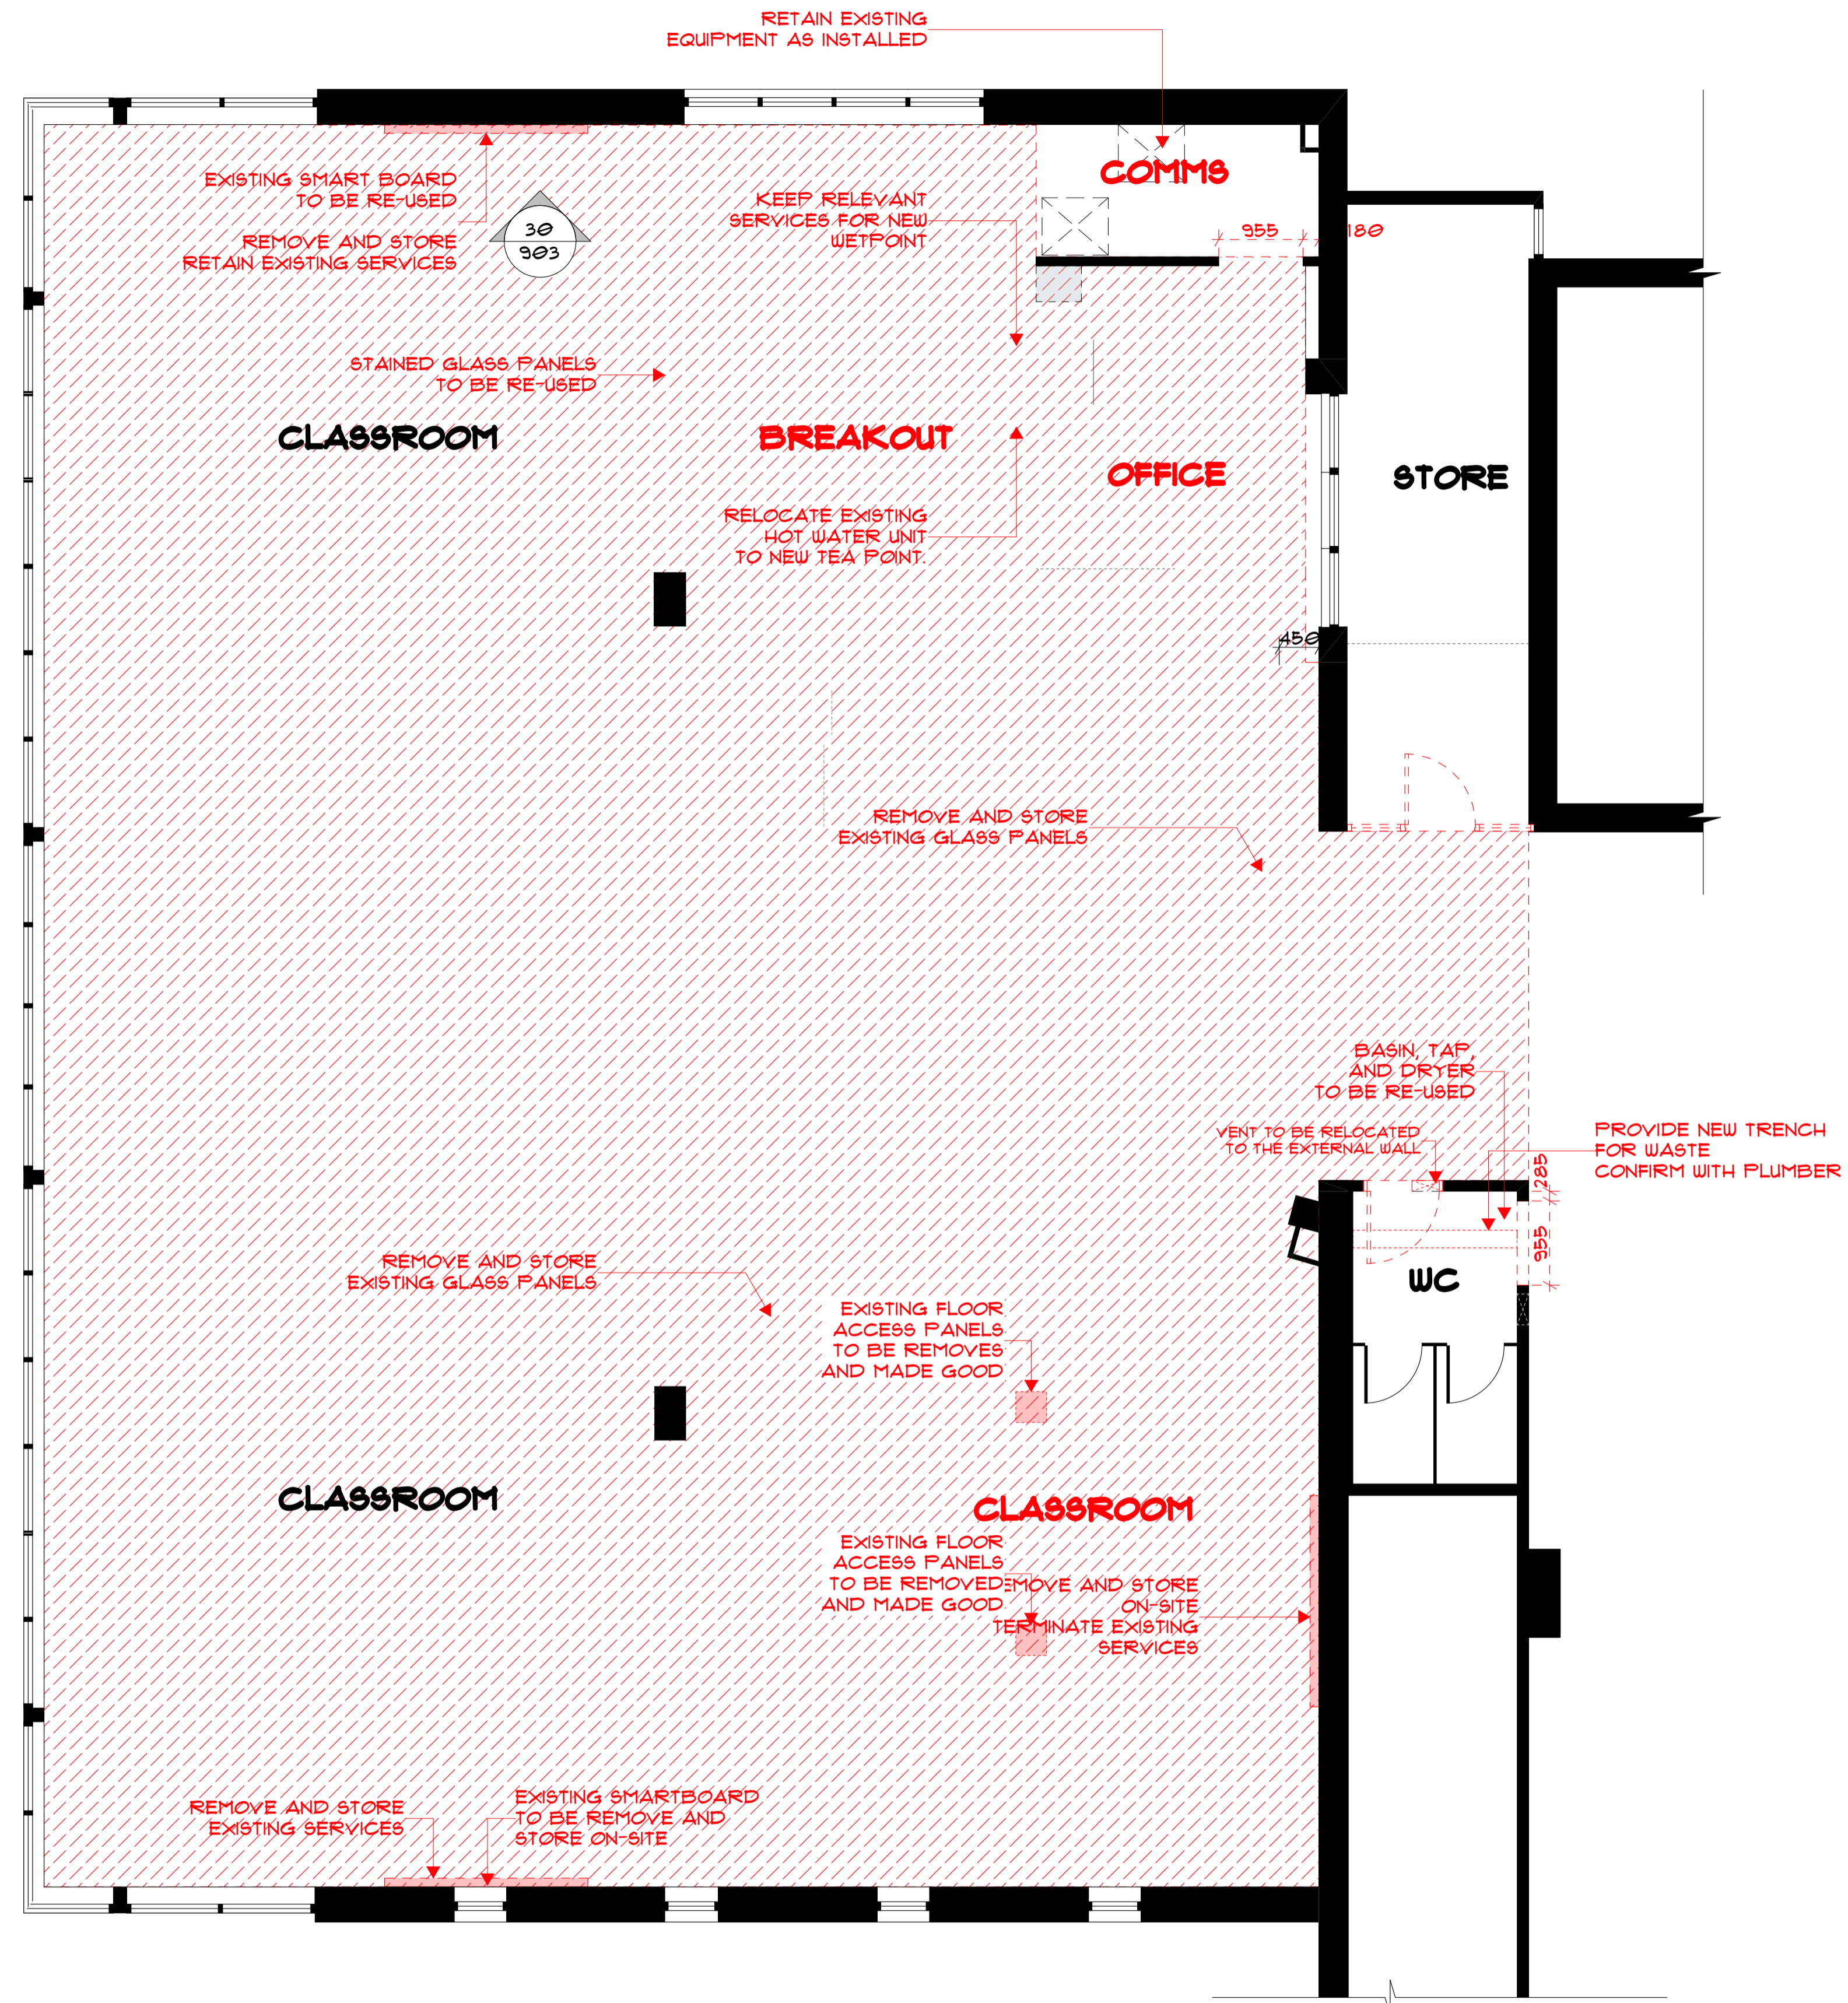 RETAIN EXISTING
EQUIPMENT AS INSTALLED
EXISTING SMART BOARD
TO BE RE-USED
REMOVE AND STORE
RETAIN EXISTING SERVICES
30
903
KEEP RELEVANT
SERVICES FOR NEW
WETPOINT
COMMS
955
180
STAINED GLASS PANELS
TO BE RE-USED
CLASSROOM
BREAKOUT
OFFICE
STORE
RELOCATE EXISTING
HOT WATER UNIT
TO NEW TEA POINT.
450
REMOVE AND STORE
EXISTING GLASS PANELS
BASIN, TAP,
AND DRYER
TO BE RE-USED
VENT TO BE RELOCATED
TO THE EXTERNAL WALL
PROVIDE NEW TRENCH
FOR WASTE
CONFIRM WITH PLUMBER
285
955
WC
REMOVE AND STORE
EXISTING GLASS PANELS
EXISTING FLOOR
ACCESS PANELS
TO BE REMOVES
AND MADE GOOD
CLASSROOM
CLASSROOM
EXISTING FLOOR
ACCESS PANELS
TO BE REMOVED
AND MADE GOOD
EMOVE AND STORE
ON-SITE
TERMINATE EXISTING
SERVICES
REMOVE AND STORE
EXISTING SERVICES
EXISTING SMARTBOARD
TO BE REMOVE AND
STORE ON-SITE